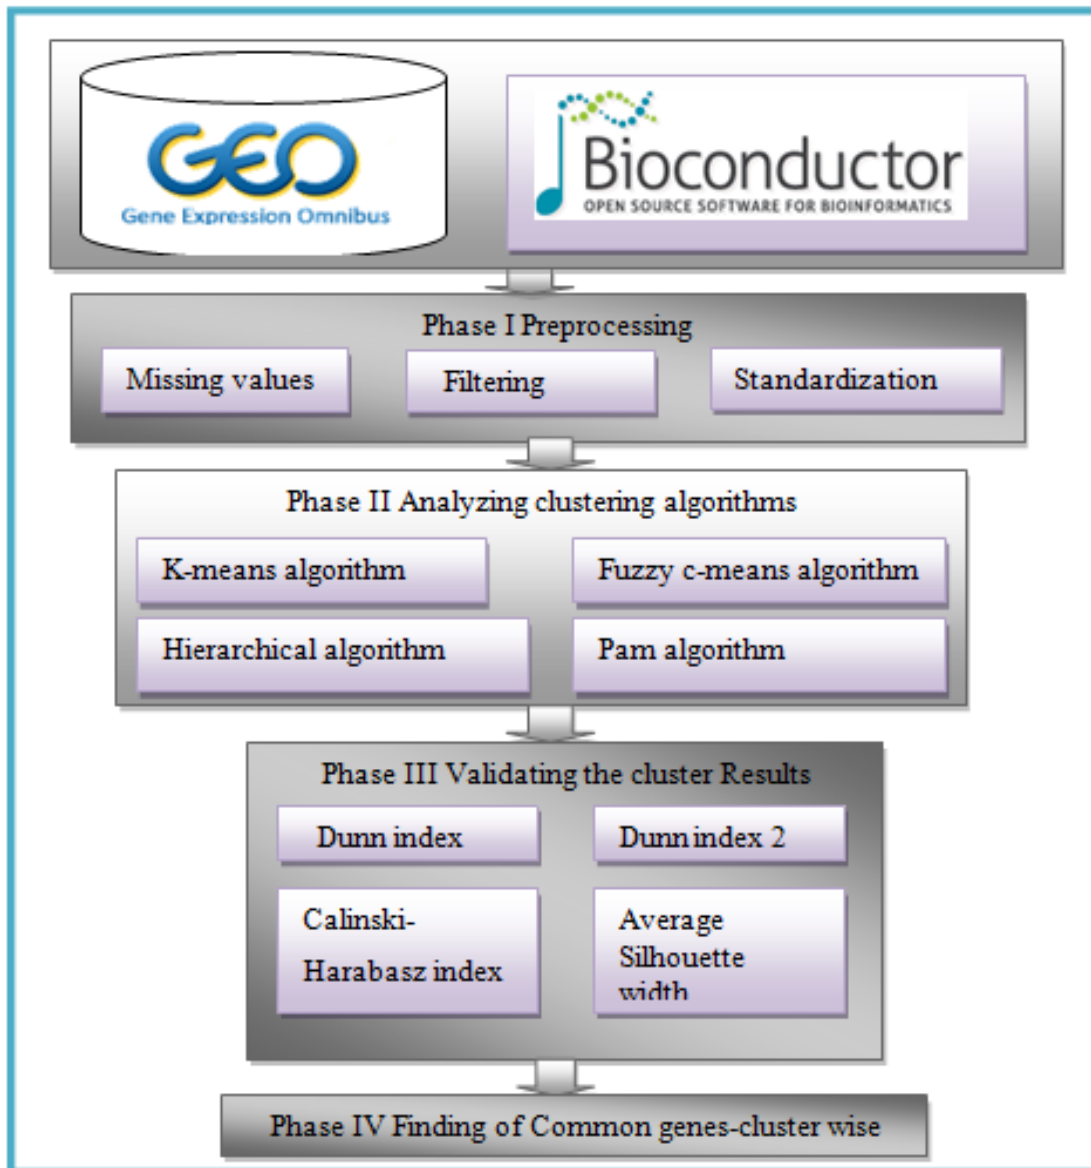 GEO
Gene Expression Omnibus
Bioconductor
OPEN SOURCE SOFTWARE FOR BIOINFORMATICS
Phase I Preprocessing
Missing values
Filtering
Standardization
Phase II Analyzing clustering algorithms
K-means algorithm
Fuzzy c-means algorithm
Hierarchical algorithm
Pam algorithm
Phase III Validating the cluster Results
Dunn index
Dunn index 2
Calinski-
Harabasz index
Average
Silhouette
width
Phase IV Finding of Common genes-cluster wise